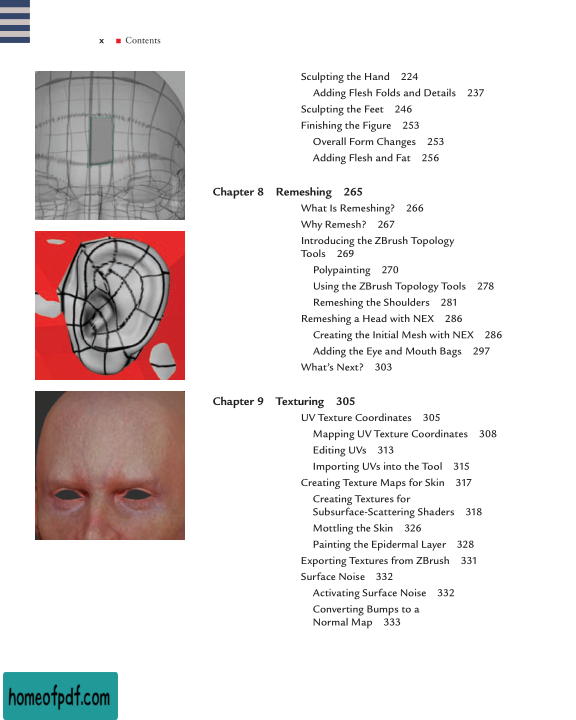 x ■ Contents
Sculpting the Hand 224
Adding Flesh Folds and Details 237
Sculpting the Feet 246
Finishing the Figure 253
Overall Form Changes 253
Adding Flesh and Fat 256
Chapter 8 Remeshing 265
What Is Remeshing? 266
Why Remesh? 267
Introducing the ZBrush Topology
Tools 269
Polypainting 270
Using the ZBrush Topology Tools 278
Remeshing the Shoulders 281
Remeshing a Head with NEX 286
Creating the Initial Mesh with NEX 286
Adding the Eye and Mouth Bags 297
What’s Next? 303
Chapter 9 Texturing 305
UV Texture Coordinates 305
Mapping UV Texture Coordinates 308
Editing UVs 313
Importing UVs into the Tool 315
Creating Texture Maps for Skin 317
Creating Textures for
Subsurface-Scattering Shaders 318
Mottling the Skin 326
Painting the Epidermal Layer 328
Exporting Textures from ZBrush 331
Surface Noise 332
Activating Surface Noise 332
Converting Bumps to a
Normal Map 333
homeofpdf.com